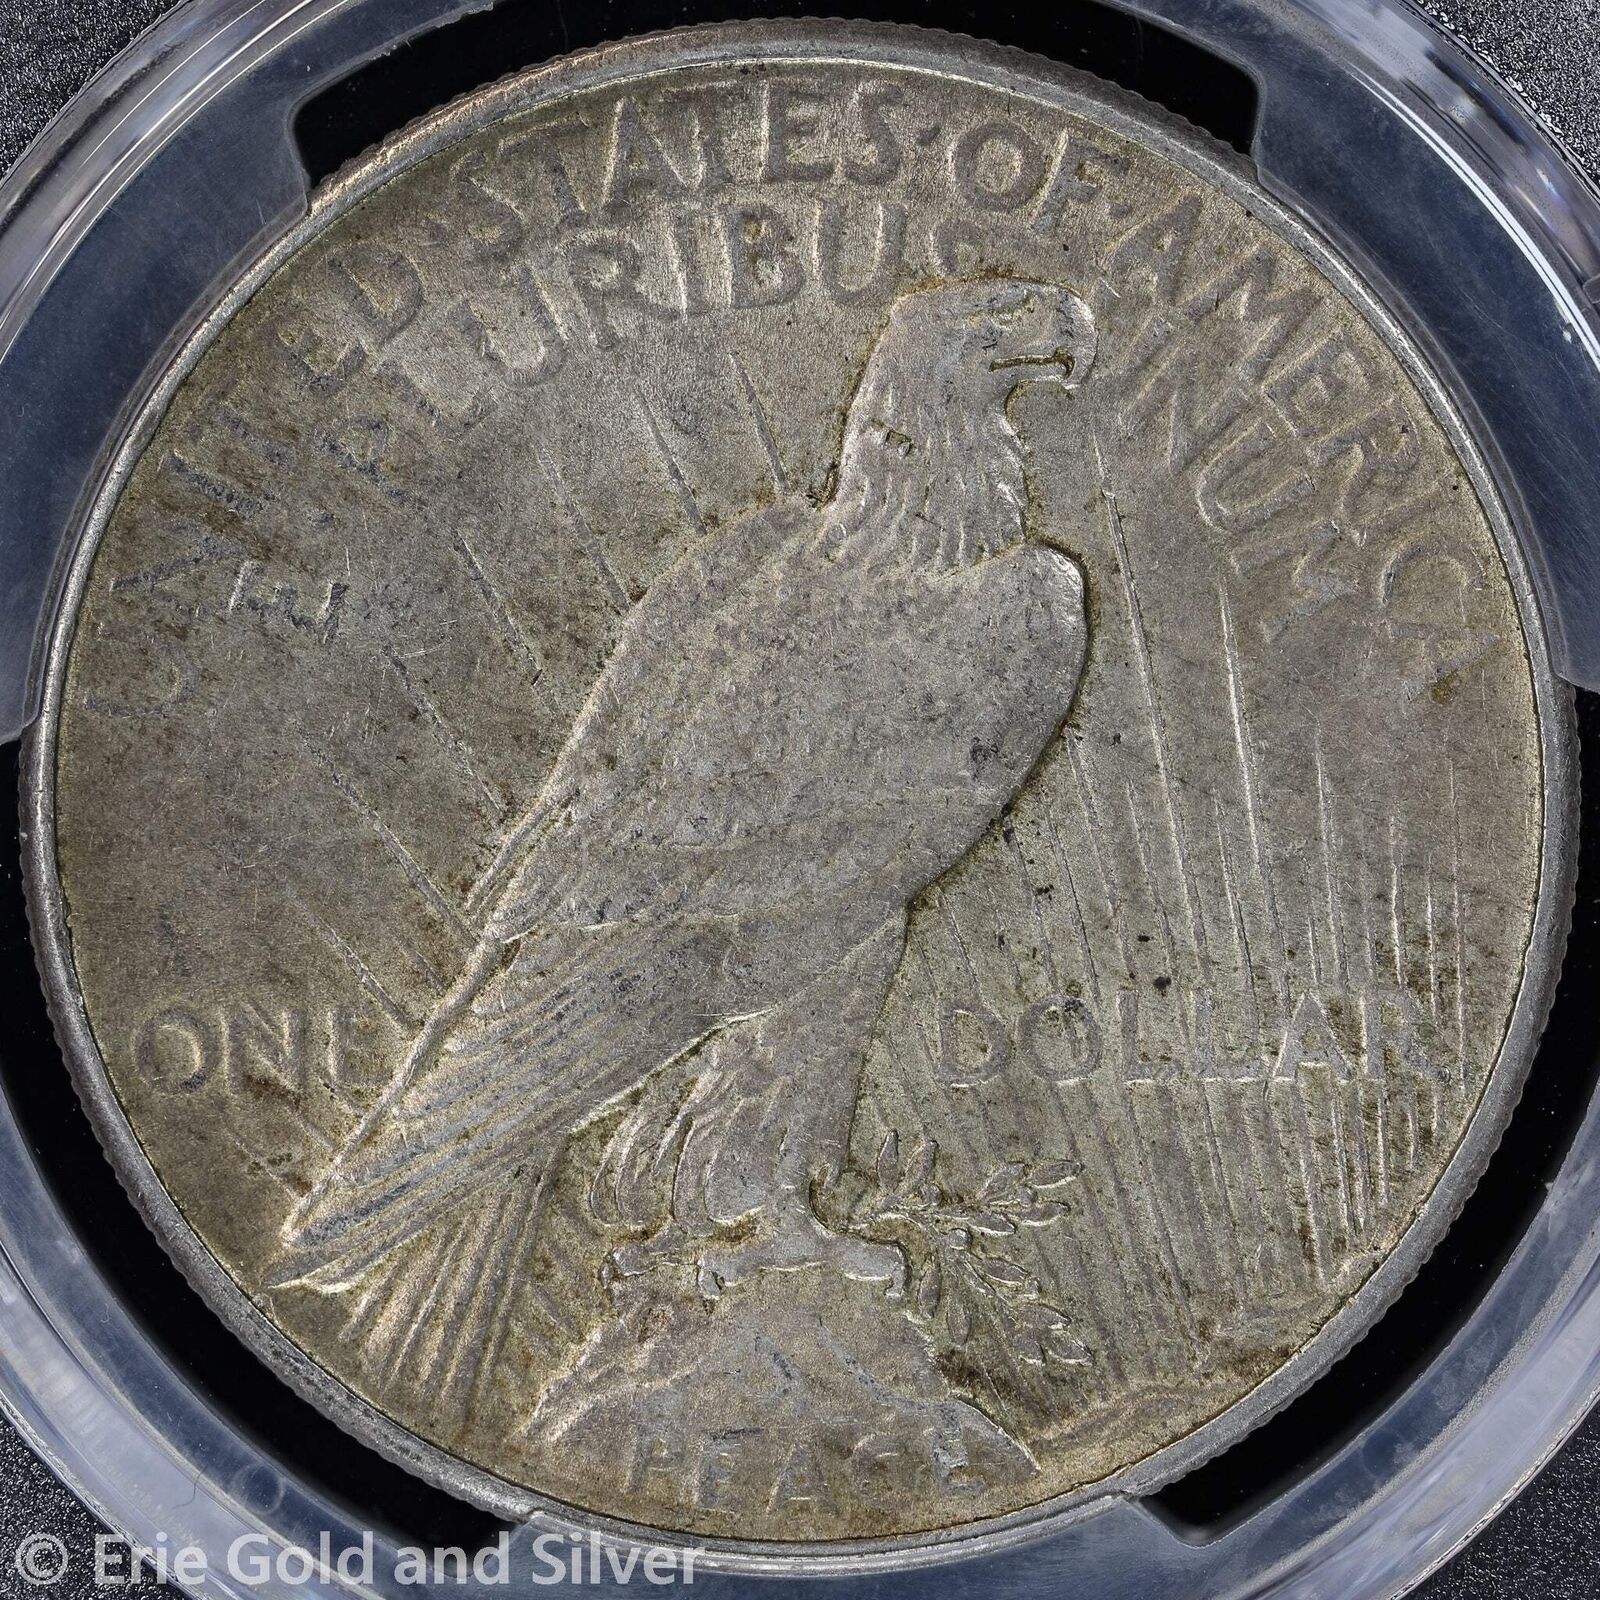 UNITED·STATES·OF·AMERICA
E PLURIBUS UNUM
ONE DOLLAR
PEACE
© Erie Gold and Silver